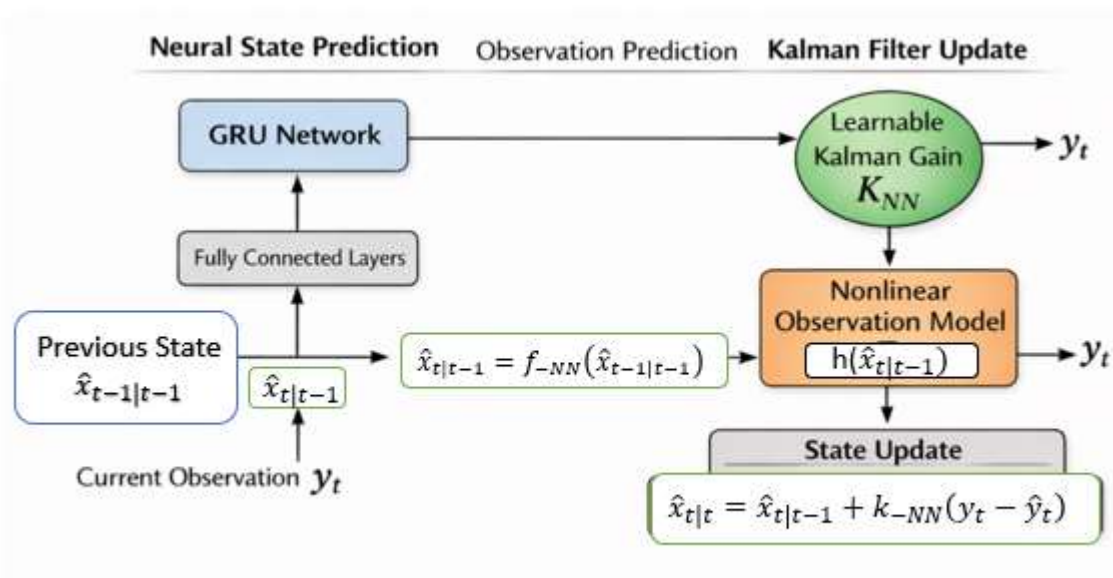 Neural State Prediction Observation Prediction Kalman Filter Update
GRU Network
Learnable
Kalman Gain
K_{NN}
y_t
Fully Connected Layers
Nonlinear
Observation Model
h(x̂_{t|t-1})
y_t
Previous State
x̂_{t-1|t-1}
x̂_{t|t-1}
x̂_{t|t-1} = f_{-NN}(x̂_{t-1|t-1})
Current Observation y_t
State Update
x̂_{t|t} = x̂_{t|t-1} + k_{-NN}(y_t − ŷ_t)